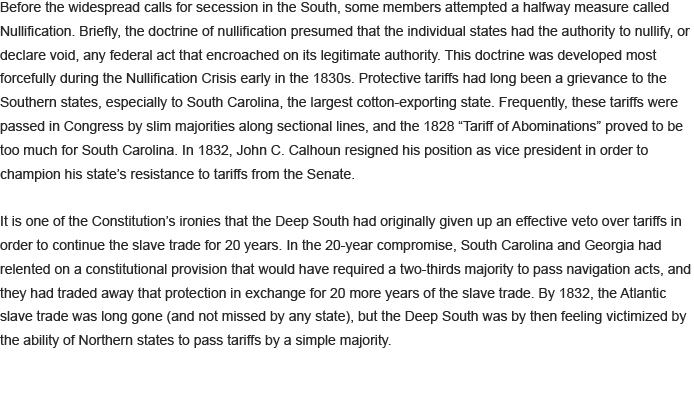 Before the widespread calls for secession in the South, some members attempted a halfway measure called
Nullification. Briefly, the doctrine of nullification presumed that the individual states had the authority to nullify, or
declare void, any federal act that encroached on its legitimate authority. This doctrine was developed most
forcefully during the Nullification Crisis early in the 1830s. Protective tariffs had long been a grievance to the
Southern states, especially to South Carolina, the largest cotton-exporting state. Frequently, these tariffs were
passed in Congress by slim majorities along sectional lines, and the 1828 “Tariff of Abominations” proved to be
too much for South Carolina. In 1832, John C. Calhoun resigned his position as vice president in order to
champion his state’s resistance to tariffs from the Senate.

It is one of the Constitution’s ironies that the Deep South had originally given up an effective veto over tariffs in
order to continue the slave trade for 20 years. In the 20-year compromise, South Carolina and Georgia had
relented on a constitutional provision that would have required a two-thirds majority to pass navigation acts, and
they had traded away that protection in exchange for 20 more years of the slave trade. By 1832, the Atlantic
slave trade was long gone (and not missed by any state), but the Deep South was by then feeling victimized by
the ability of Northern states to pass tariffs by a simple majority.